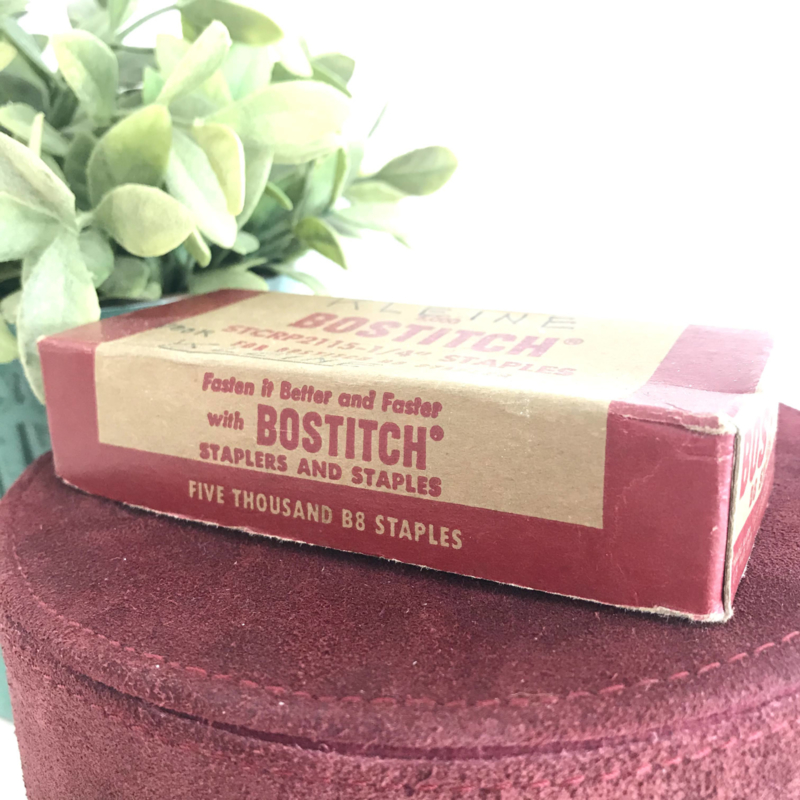 KLEINE
BOSTITCH®
STCRP2115-1/4" STAPLES
Fasten it Better and Faster
with BOSTITCH®
STAPLERS AND STAPLES
FIVE THOUSAND B8 STAPLES